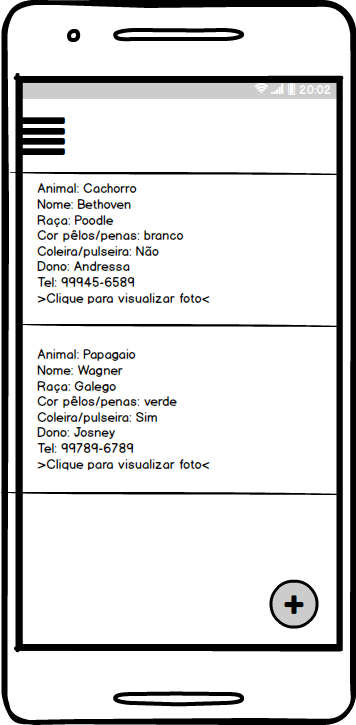 20:02
Animal: Cachorro
Nome: Bethoven
Raça: Poodle
Cor pêlos/penas: branco
Coleira/pulseira: Não
Dono: Andressa
Tel: 99945-6589
>Clique para visualizar foto<
Animal: Papagaio
Nome: Wagner
Raça: Galego
Cor pêlos/penas: verde
Coleira/pulseira: Sim
Dono: Josney
Tel: 99789-6789
>Clique para visualizar foto<
+